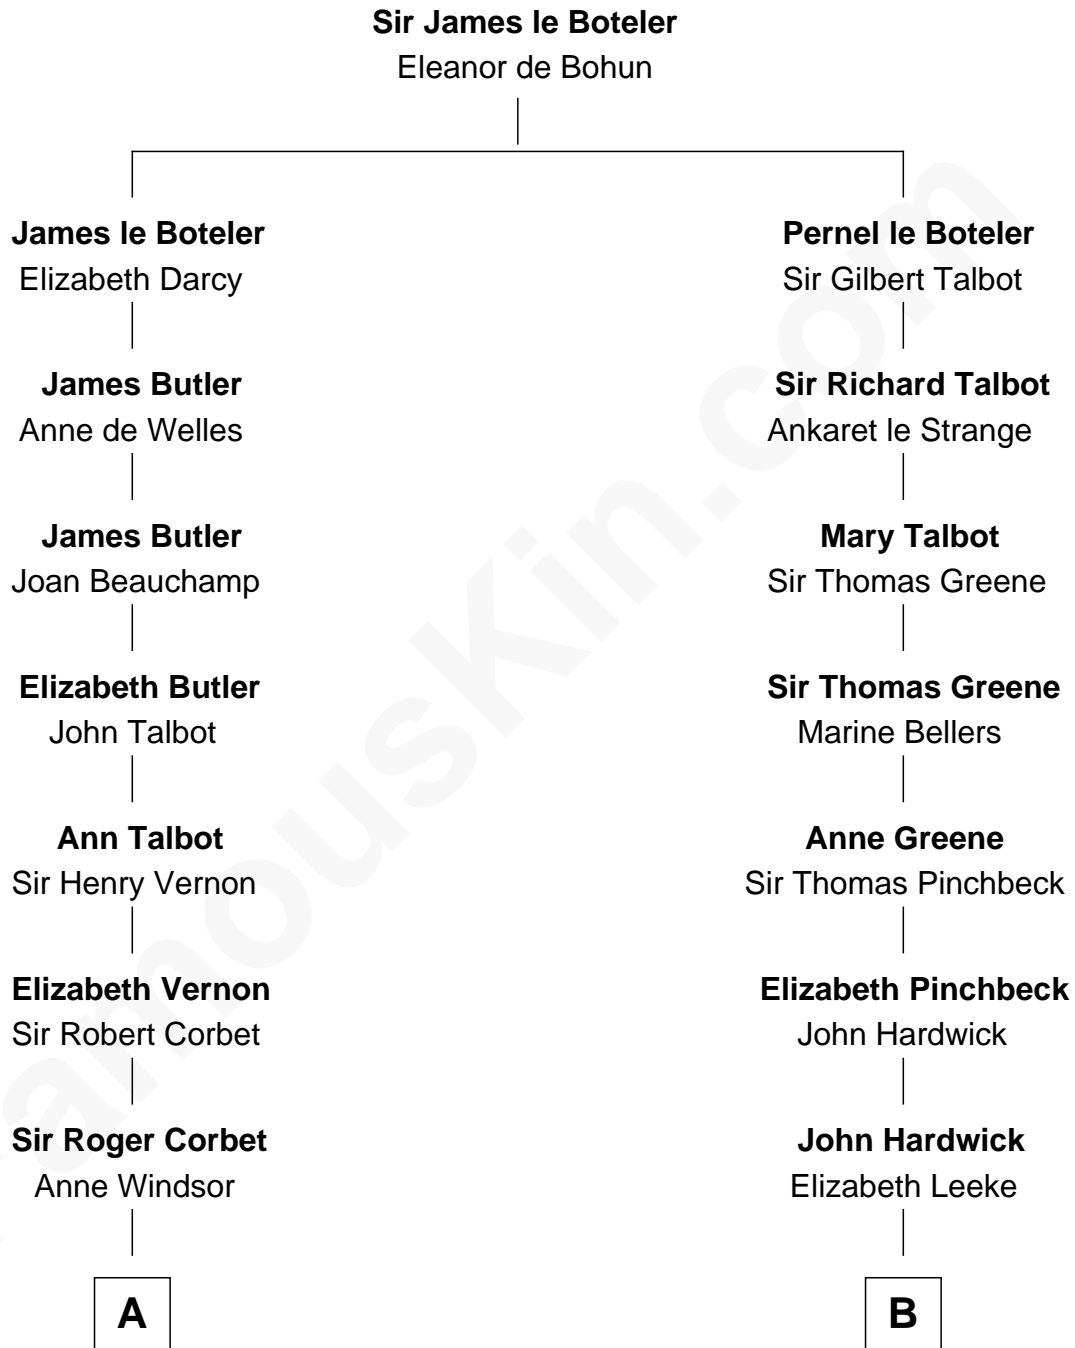 Sir James le Boteler
Eleanor de Bohun
James le Boteler
Elizabeth Darcy
James Butler
Anne de Welles
James Butler
Joan Beauchamp
Elizabeth Butler
John Talbot
Ann Talbot
Sir Henry Vernon
Elizabeth Vernon
Sir Robert Corbet
Sir Roger Corbet
Anne Windsor
A
Pernel le Boteler
Sir Gilbert Talbot
Sir Richard Talbot
Ankaret le Strange
Mary Talbot
Sir Thomas Greene
Sir Thomas Greene
Marine Bellers
Anne Greene
Sir Thomas Pinchbeck
Elizabeth Pinchbeck
John Hardwick
John Hardwick
Elizabeth Leeke
B
FamousKin.com